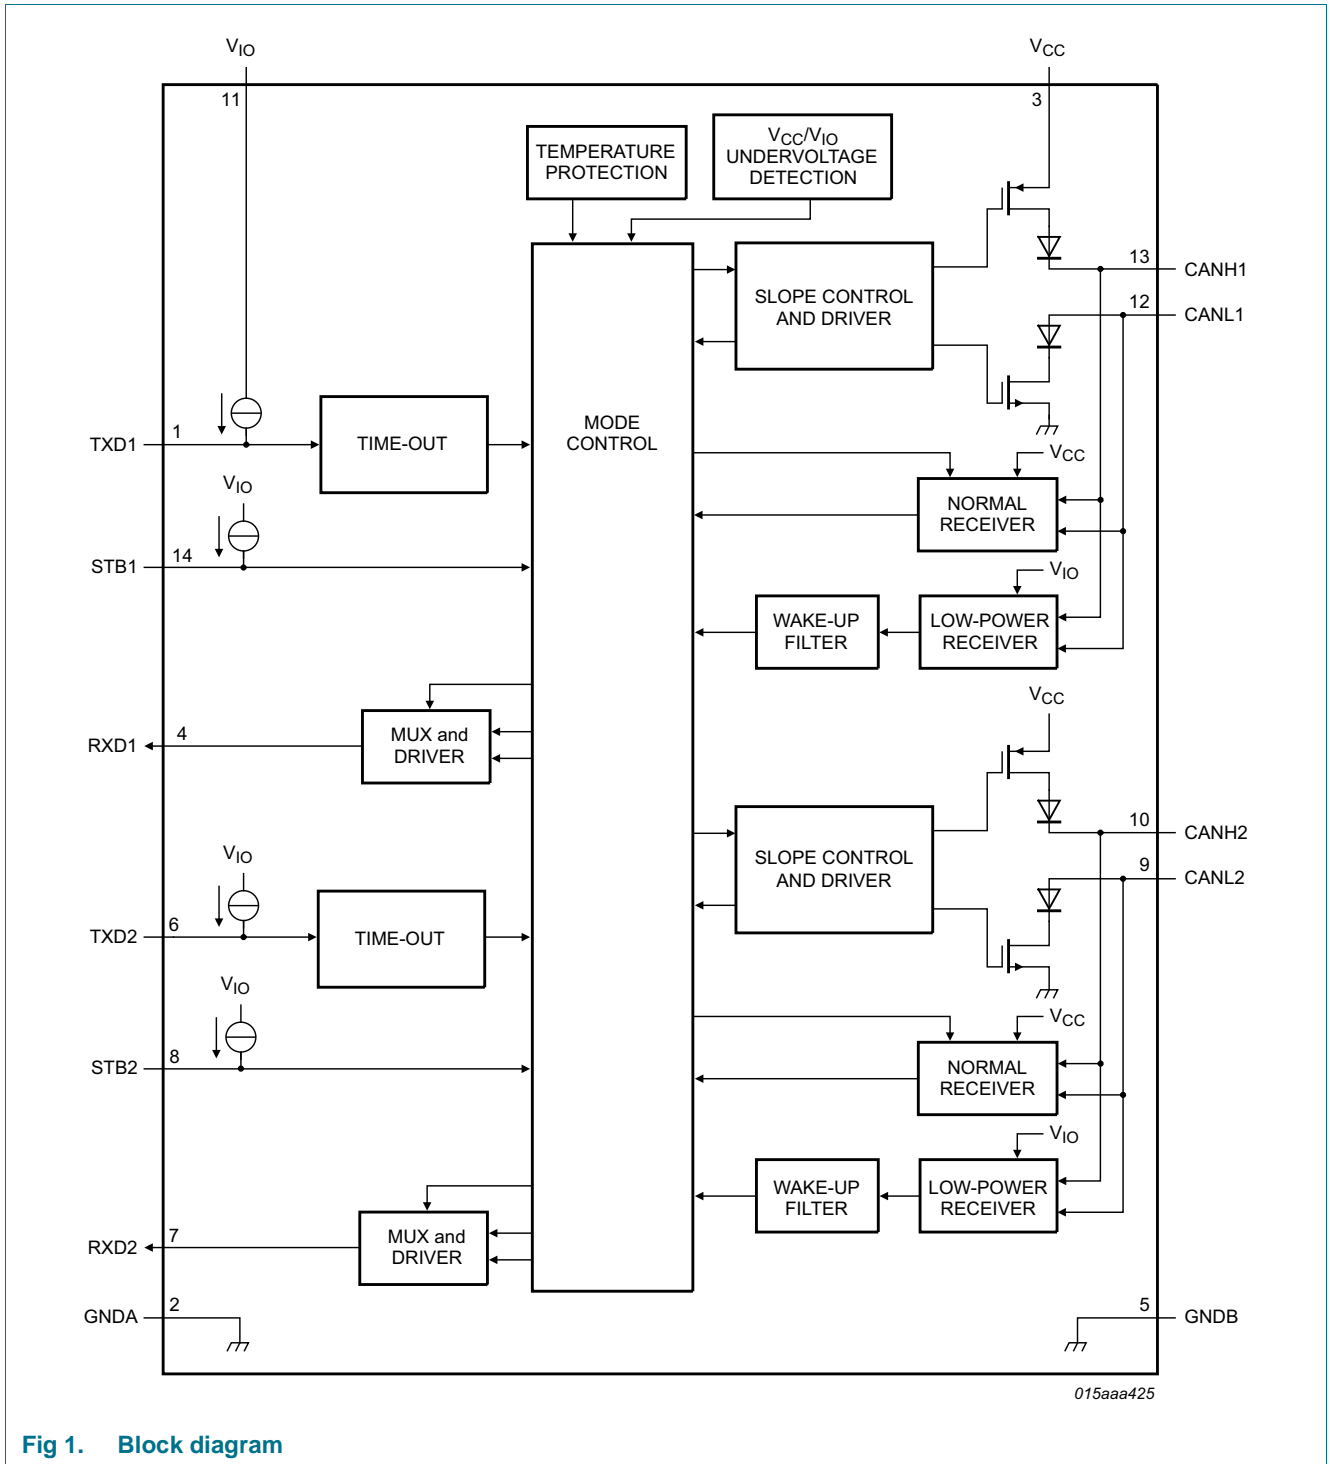 VIO
VCC
11
3
TEMPERATURE
PROTECTION
VCC/VIO
UNDERVOLTAGE
DETECTION
13
CANH1
SLOPE CONTROL
AND DRIVER
12
CANL1
MODE
CONTROL
TXD1
1
TIME-OUT
VCC
VIO
NORMAL
RECEIVER
STB1
14
VIO
WAKE-UP
FILTER
LOW-POWER
RECEIVER
VCC
RXD1
4
MUX and
DRIVER
10
CANH2
VIO
SLOPE CONTROL
AND DRIVER
9
CANL2
TXD2
6
TIME-OUT
VIO
VCC
STB2
8
NORMAL
RECEIVER
VIO
WAKE-UP
FILTER
LOW-POWER
RECEIVER
RXD2
7
MUX and
DRIVER
GNDA
2
5
GNDB
015aaa425
Fig 1. Block diagram